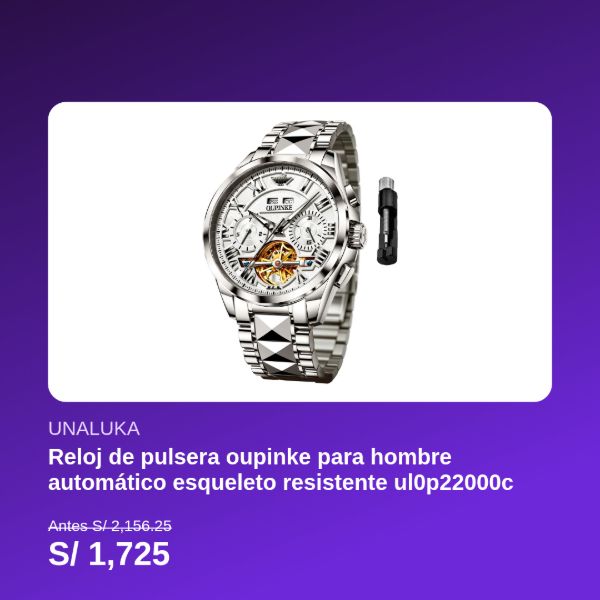 OUPINKE
UNALUKA
Reloj de pulsera oupinke para hombre
automático esqueleto resistente ul0p22000c
Antes S/ 2,156.25
S/ 1,725